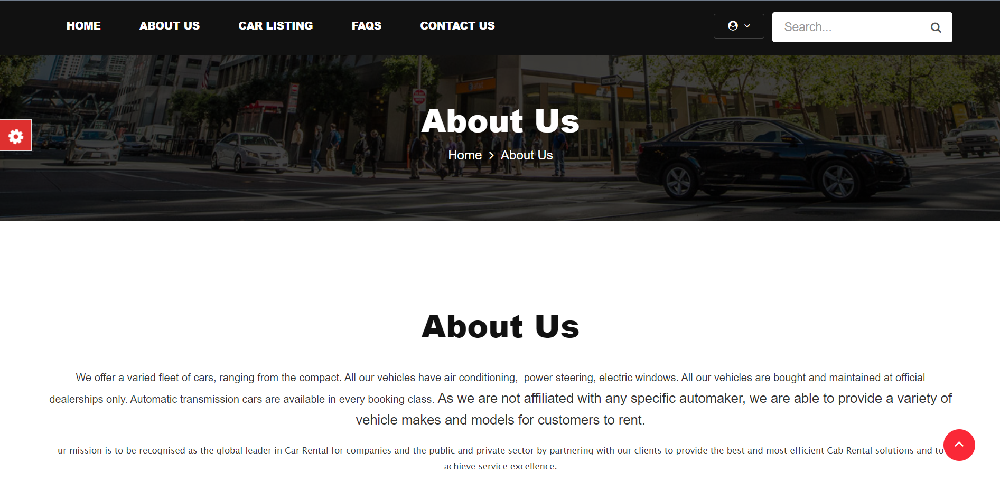 HOME ABOUT US CAR LISTING FAQS CONTACT US Search...
at&t
425
About Us
Home > About Us
About Us
We offer a varied fleet of cars, ranging from the compact. All our vehicles have air conditioning,  power steering, electric windows. All our vehicles are bought and maintained at official
dealerships only. Automatic transmission cars are available in every booking class. As we are not affiliated with any specific automaker, we are able to provide a variety of
vehicle makes and models for customers to rent.
ur mission is to be recognised as the global leader in Car Rental for companies and the public and private sector by partnering with our clients to provide the best and most efficient Cab Rental solutions and to
achieve service excellence.